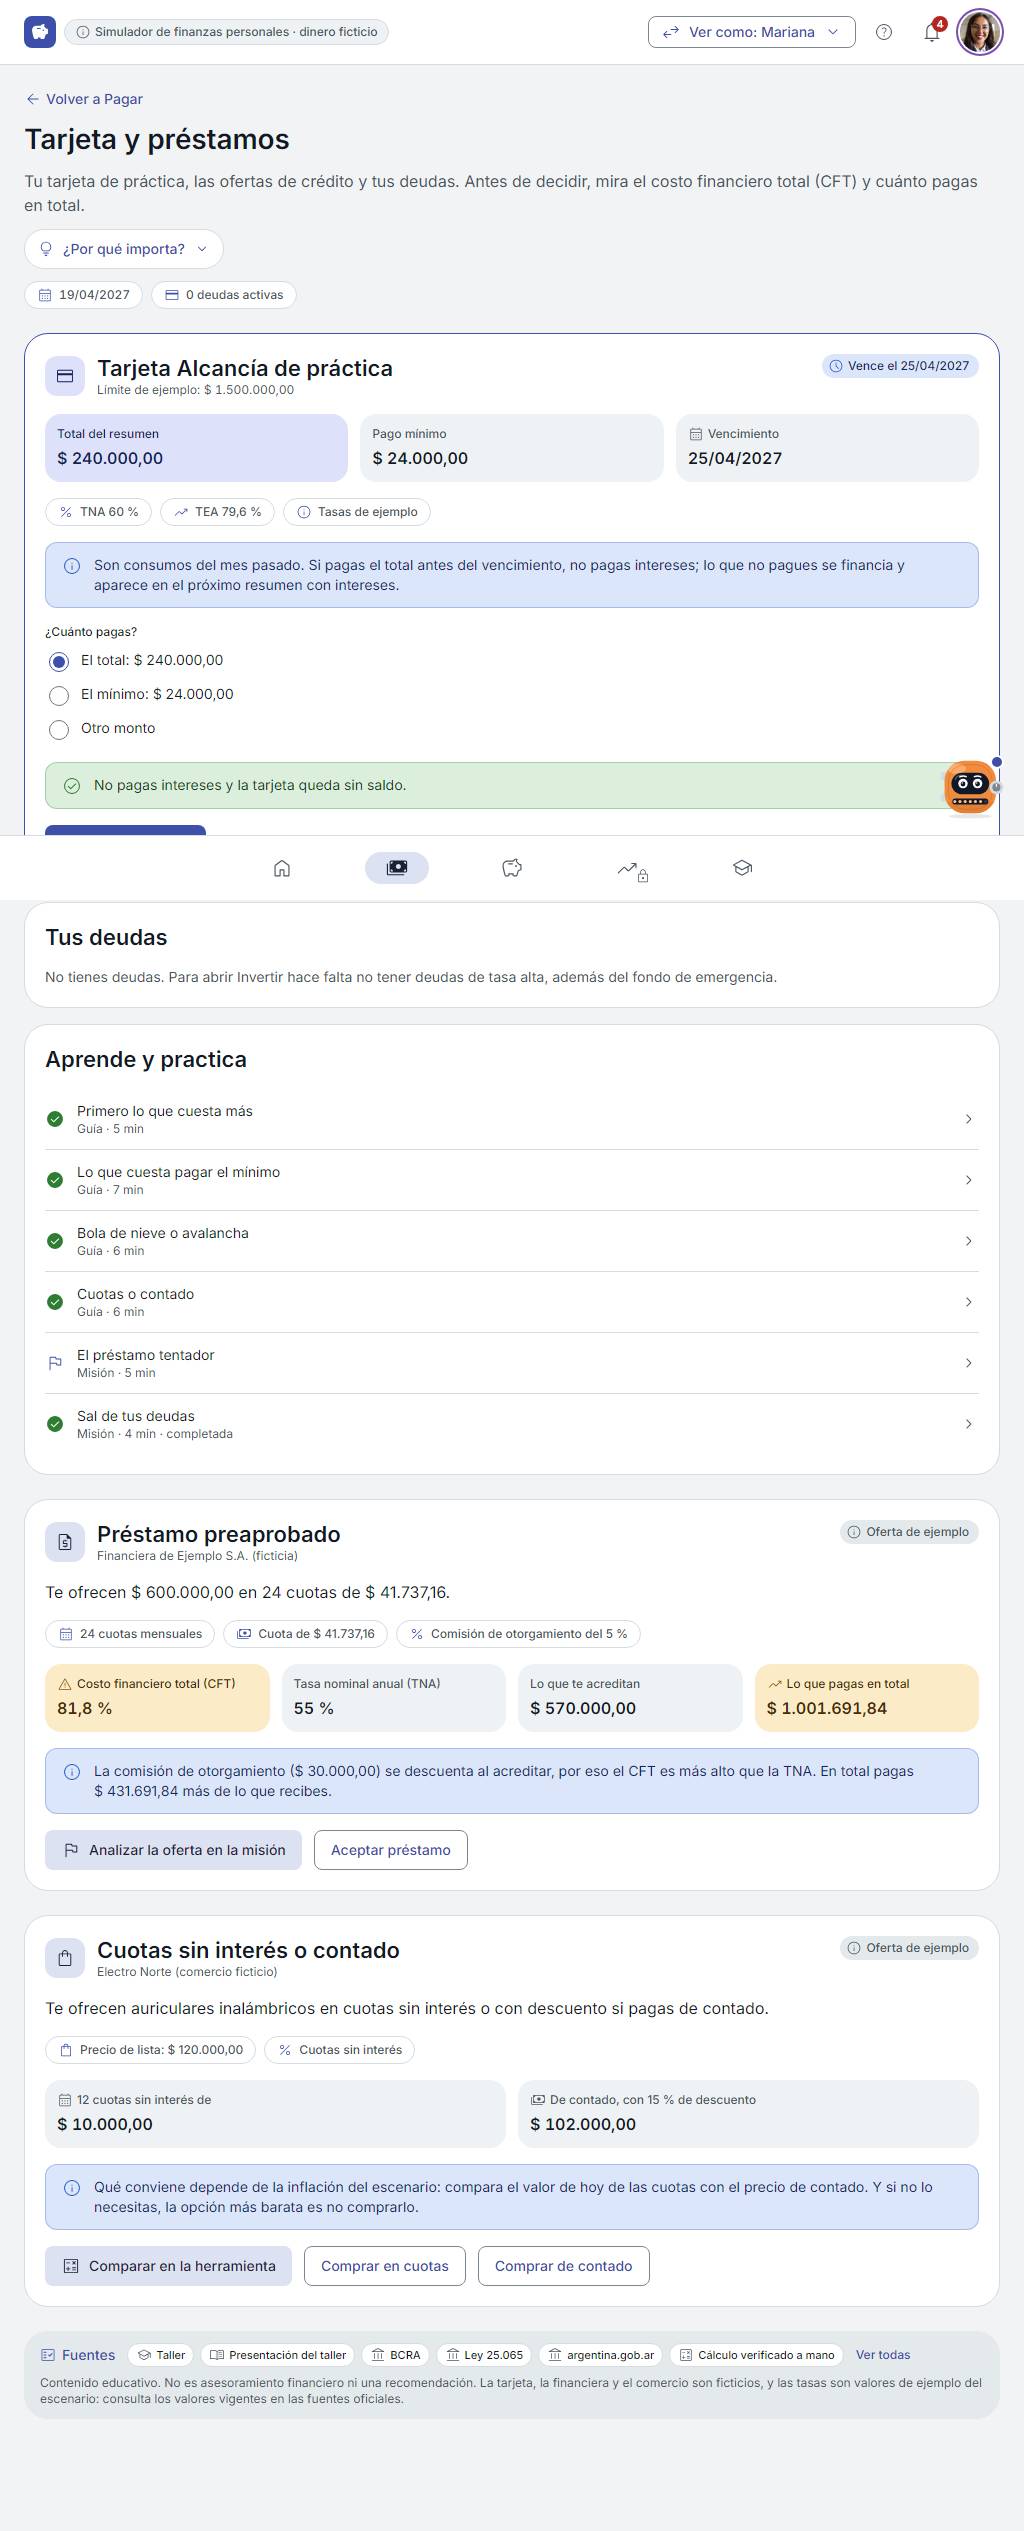 Simulador de finanzas personales · dinero ficticio
Ver como: Mariana
4
Volver a Pagar
Tarjeta y préstamos
Tu tarjeta de práctica, las ofertas de crédito y tus deudas. Antes de decidir, mira el costo financiero total (CFT) y cuánto pagas
en total.
¿Por qué importa?
19/04/2027
0 deudas activas
Tarjeta Alcancía de práctica
Límite de ejemplo: $ 1.500.000,00
Vence el 25/04/2027
Total del resumen
$ 240.000,00
Pago mínimo
$ 24.000,00
Vencimiento
25/04/2027
TNA 60 %
TEA 79,6 %
Tasas de ejemplo
Son consumos del mes pasado. Si pagas el total antes del vencimiento, no pagas intereses; lo que no pagues se financia y
aparece en el próximo resumen con intereses.
¿Cuánto pagas?
El total: $ 240.000,00
El mínimo: $ 24.000,00
Otro monto
No pagas intereses y la tarjeta queda sin saldo.
Tus deudas
No tienes deudas. Para abrir Invertir hace falta no tener deudas de tasa alta, además del fondo de emergencia.
Aprende y practica
Primero lo que cuesta más
Guía · 5 min
Lo que cuesta pagar el mínimo
Guía · 7 min
Bola de nieve o avalancha
Guía · 6 min
Cuotas o contado
Guía · 6 min
El préstamo tentador
Misión · 5 min
Sal de tus deudas
Misión · 4 min · completada
Préstamo preaprobado
Financiera de Ejemplo S.A. (ficticia)
Oferta de ejemplo
Te ofrecen $ 600.000,00 en 24 cuotas de $ 41.737,16.
24 cuotas mensuales
Cuota de $ 41.737,16
Comisión de otorgamiento del 5 %
Costo financiero total (CFT)
81,8 %
Tasa nominal anual (TNA)
55 %
Lo que te acreditan
$ 570.000,00
Lo que pagas en total
$ 1.001.691,84
La comisión de otorgamiento ($ 30.000,00) se descuenta al acreditar, por eso el CFT es más alto que la TNA. En total pagas
$ 431.691,84 más de lo que recibes.
Analizar la oferta en la misión
Aceptar préstamo
Cuotas sin interés o contado
Electro Norte (comercio ficticio)
Oferta de ejemplo
Te ofrecen auriculares inalámbricos en cuotas sin interés o con descuento si pagas de contado.
Precio de lista: $ 120.000,00
Cuotas sin interés
12 cuotas sin interés de
$ 10.000,00
De contado, con 15 % de descuento
$ 102.000,00
Qué conviene depende de la inflación del escenario: compara el valor de hoy de las cuotas con el precio de contado. Y si no lo
necesitas, la opción más barata es no comprarlo.
Comparar en la herramienta
Comprar en cuotas
Comprar de contado
Fuentes
Taller
Presentación del taller
BCRA
Ley 25.065
argentina.gob.ar
Cálculo verificado a mano
Ver todas
Contenido educativo. No es asesoramiento financiero ni una recomendación. La tarjeta, la financiera y el comercio son ficticios, y las tasas son valores de ejemplo del
escenario: consulta los valores vigentes en las fuentes oficiales.